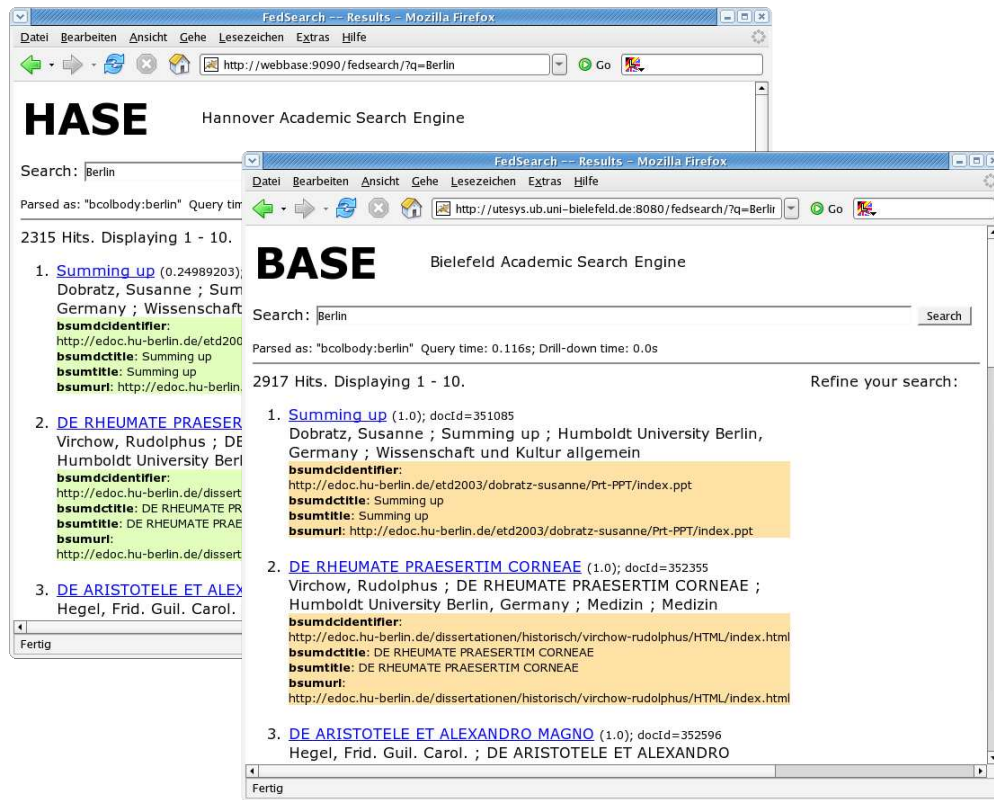 FedSearch -- Results - Mozilla Firefox
Datei Bearbeiten Ansicht Gehe Lesezeichen Extras Hilfe
http://webbase:9090/fedsearch/?q=Berlin
Go
HASE
Hannover Academic Search Engine
Search: Berlin
Parsed as: "bcolbody:berlin" Query tim
2315 Hits. Displaying 1 - 10.
1. Summing up (0.24989203);
Dobratz, Susanne ; Sum
Germany ; Wissenschaft
bsumdcidentifier:
http://edoc.hu-berlin.de/etd200
bsumdctitle: Summing up
bsumtitle: Summing up
bsumurl: http://edoc.hu-berlin.
2. DE RHEUMATE PRAESER
Virchow, Rudolphus ; DE
Humboldt University Berl
bsumdcidentifier:
http://edoc.hu-berlin.de/dissert
bsumdctitle: DE RHEUMATE PR
bsumtitle: DE RHEUMATE PRAE
bsumurl:
http://edoc.hu-berlin.de/dissert
3. DE ARISTOTELE ET ALEX
Hegel, Frid. Guil. Carol.
Fertig
FedSearch -- Results - Mozilla Firefox
Datei Bearbeiten Ansicht Gehe Lesezeichen Extras Hilfe
http://utesys.ub.uni-bielefeld.de:8080/fedsearch/?q=Berlin
Go
BASE
Bielefeld Academic Search Engine
Search: Berlin
Search
Parsed as: "bcolbody:berlin" Query time: 0.116s; Drill-down time: 0.0s
2917 Hits. Displaying 1 - 10.
Refine your search:
1. Summing up (1.0); docId=351085
Dobratz, Susanne ; Summing up ; Humboldt University Berlin,
Germany ; Wissenschaft und Kultur allgemein
bsumdcidentifier:
http://edoc.hu-berlin.de/etd2003/dobratz-susanne/Prt-PPT/index.ppt
bsumdctitle: Summing up
bsumtitle: Summing up
bsumurl: http://edoc.hu-berlin.de/etd2003/dobratz-susanne/Prt-PPT/index.ppt
2. DE RHEUMATE PRAESERTIM CORNEAE (1.0); docId=352355
Virchow, Rudolphus ; DE RHEUMATE PRAESERTIM CORNEAE ;
Humboldt University Berlin, Germany ; Medizin ; Medizin
bsumdcidentifier:
http://edoc.hu-berlin.de/dissertationen/historisch/virchow-rudolphus/HTML/index.html
bsumdctitle: DE RHEUMATE PRAESERTIM CORNEAE
bsumtitle: DE RHEUMATE PRAESERTIM CORNEAE
bsumurl:
http://edoc.hu-berlin.de/dissertationen/historisch/virchow-rudolphus/HTML/index.html
3. DE ARISTOTELE ET ALEXANDRO MAGNO (1.0); docId=352596
Hegel, Frid. Guil. Carol. ; DE ARISTOTELE ET ALEXANDRO
Fertig